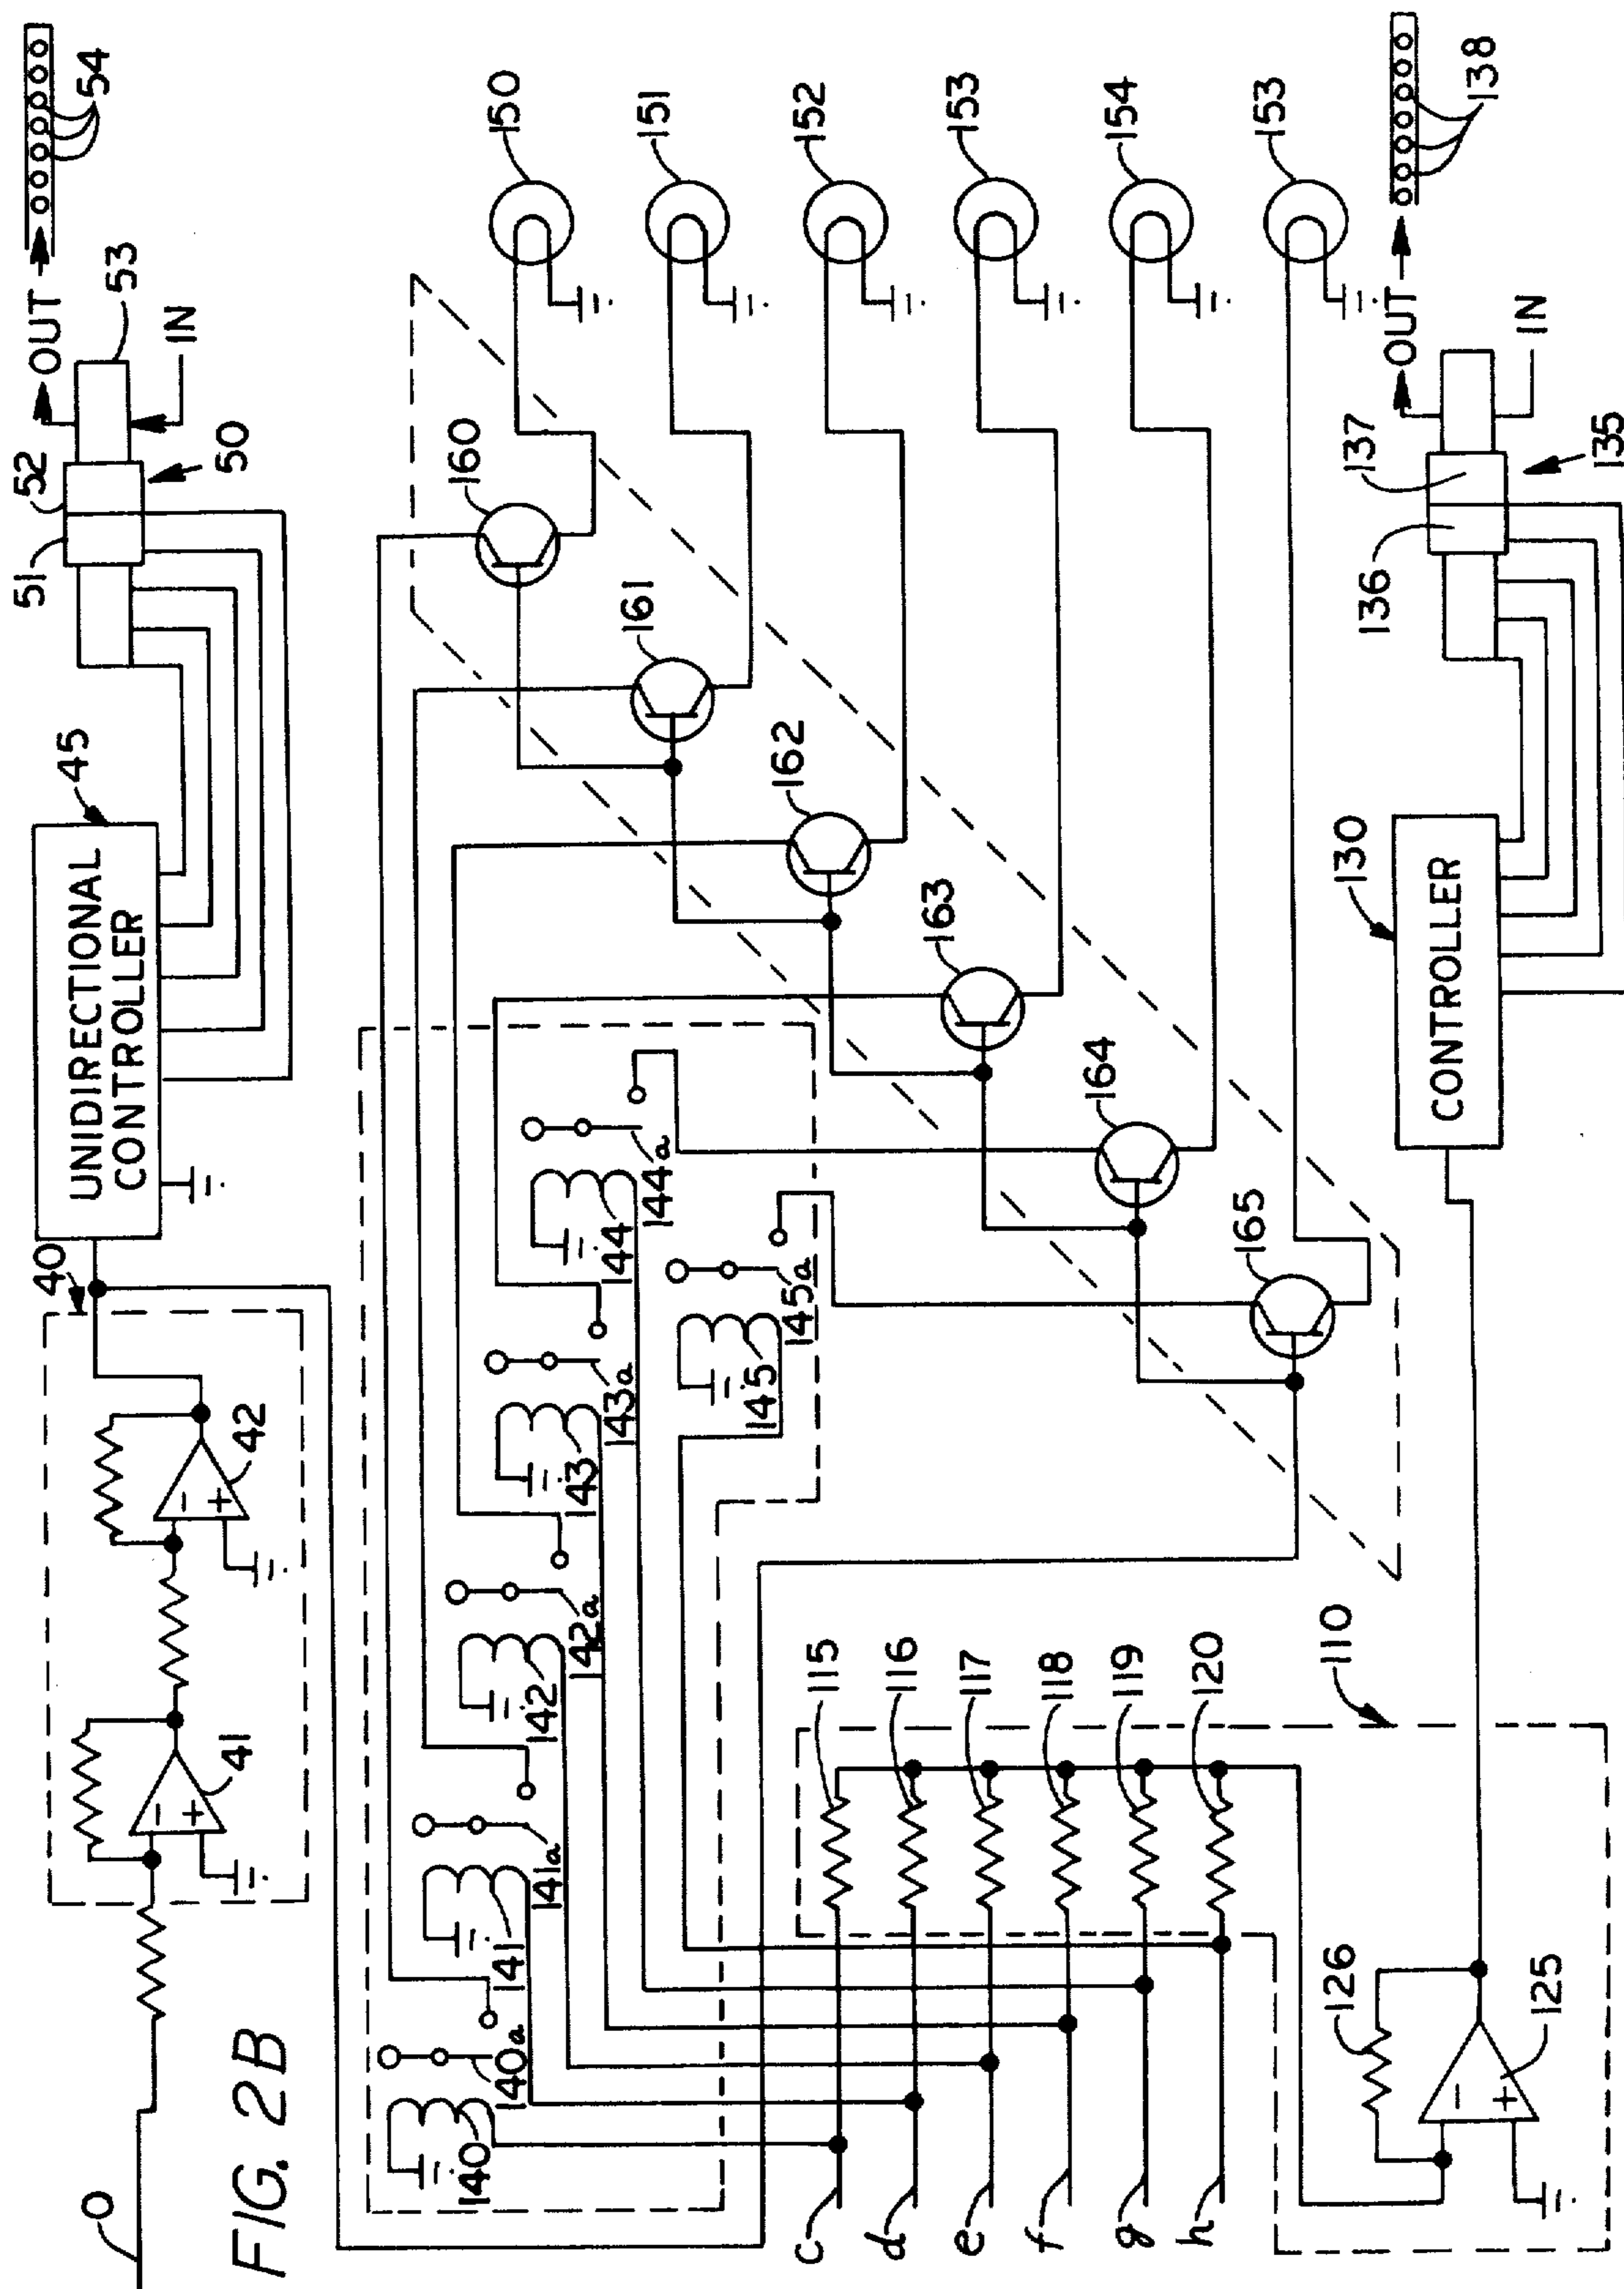 FIG. 2B
O
40
41
42
UNIDIRECTIONAL
CONTROLLER
45
51
52
50
53
OUT
IN
54
140
140a
141
141a
142
142a
143
143a
144
144a
145
145a
160
161
162
163
164
165
150
151
152
153
154
153
c
d
e
f
g
h
115
116
117
118
119
120
110
126
125
-
+
-
+
-
+
CONTROLLER
130
136
137
135
OUT
IN
138